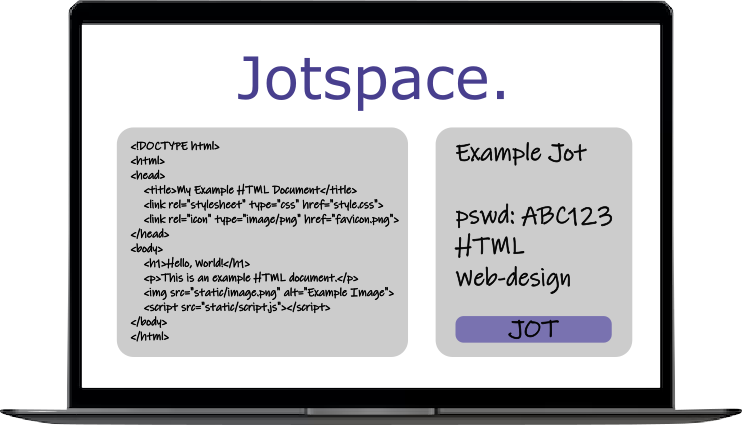 Jotspace.
<!DOCTYPE html>
<html>
<head>
<title>My Example HTML Document</title>
<link rel="stylesheet" type="css" href="style.css">
<link rel="icon" type="image/png" href="favicon.png">
</head>
<body>
<h1>Hello, World!</h1>
<p>This is an example HTML document.</p>
<img src="static/image.png" alt="Example Image">
<script src="static/script.js"></script>
</body>
</html>
Example Jot
pswd: ABC123
HTML
Web-design
JOT